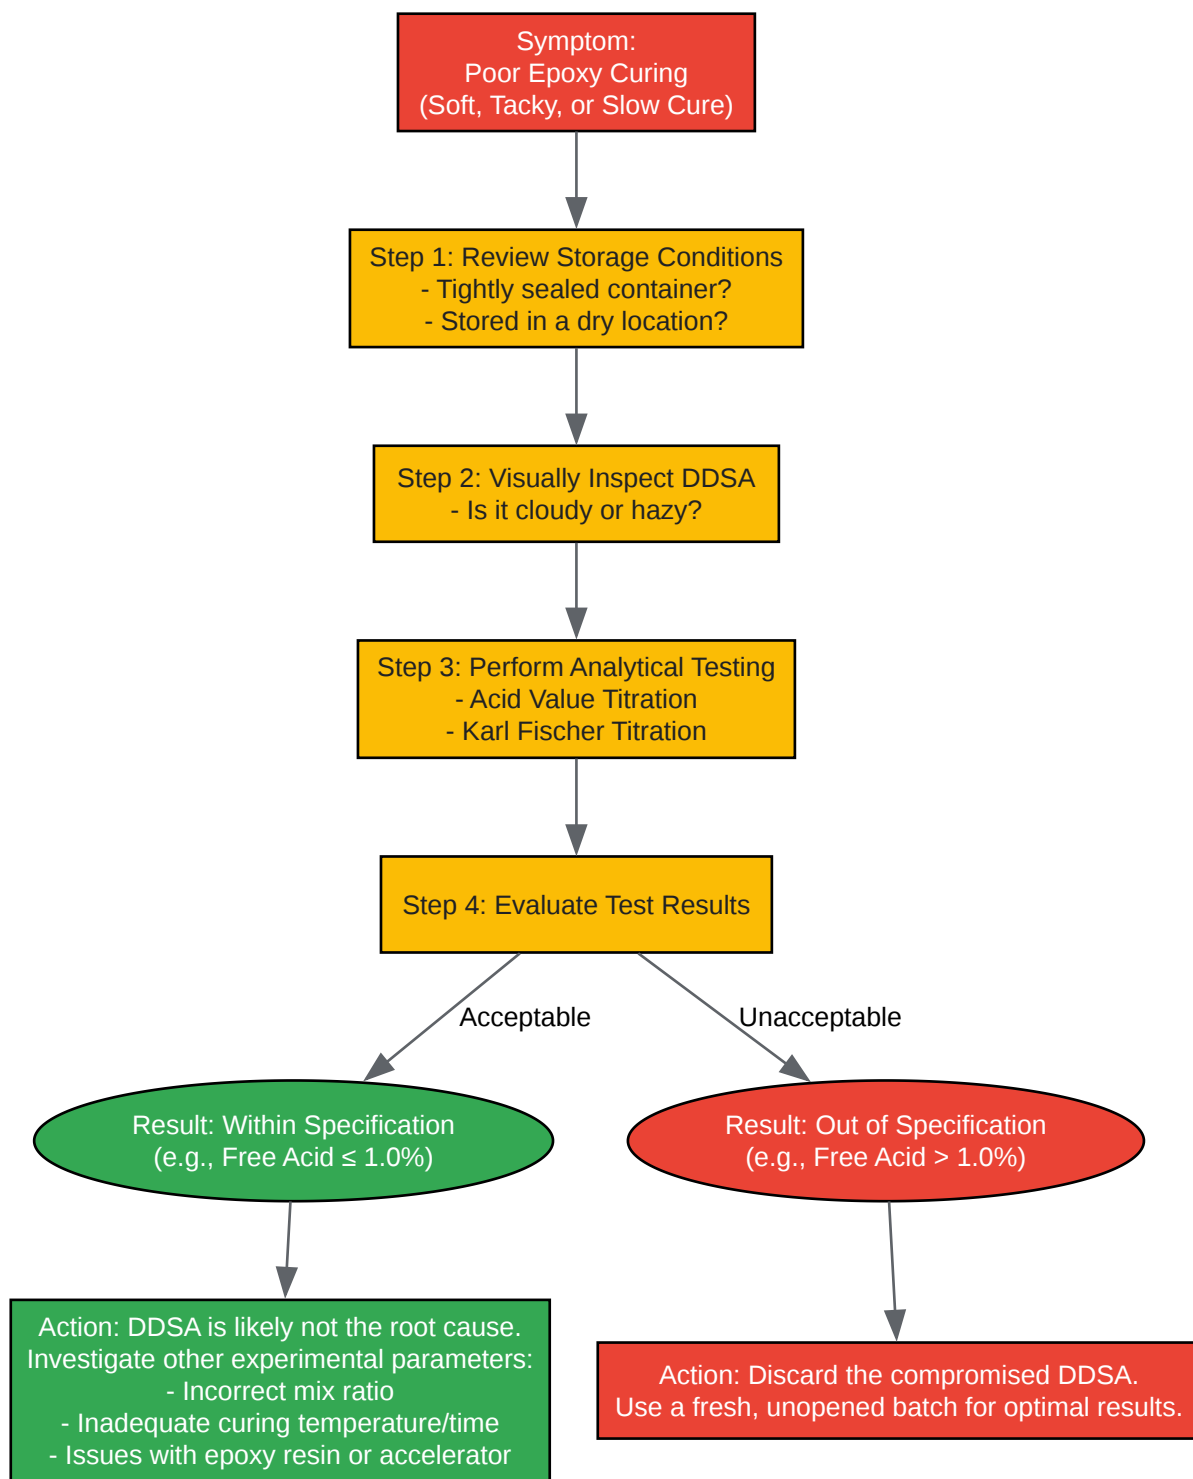 Symptom:
Poor Epoxy Curing
(Soft, Tacky, or Slow Cure)
Step 1: Review Storage Conditions
- Tightly sealed container?
- Stored in a dry location?
Step 2: Visually Inspect DDSA
- Is it cloudy or hazy?
Step 3: Perform Analytical Testing
- Acid Value Titration
- Karl Fischer Titration
Step 4: Evaluate Test Results
Acceptable
Unacceptable
Result: Within Specification
(e.g., Free Acid ≤ 1.0%)
Result: Out of Specification
(e.g., Free Acid > 1.0%)
Action: DDSA is likely not the root cause.
Investigate other experimental parameters:
- Incorrect mix ratio
- Inadequate curing temperature/time
- Issues with epoxy resin or accelerator
Action: Discard the compromised DDSA.
Use a fresh, unopened batch for optimal results.